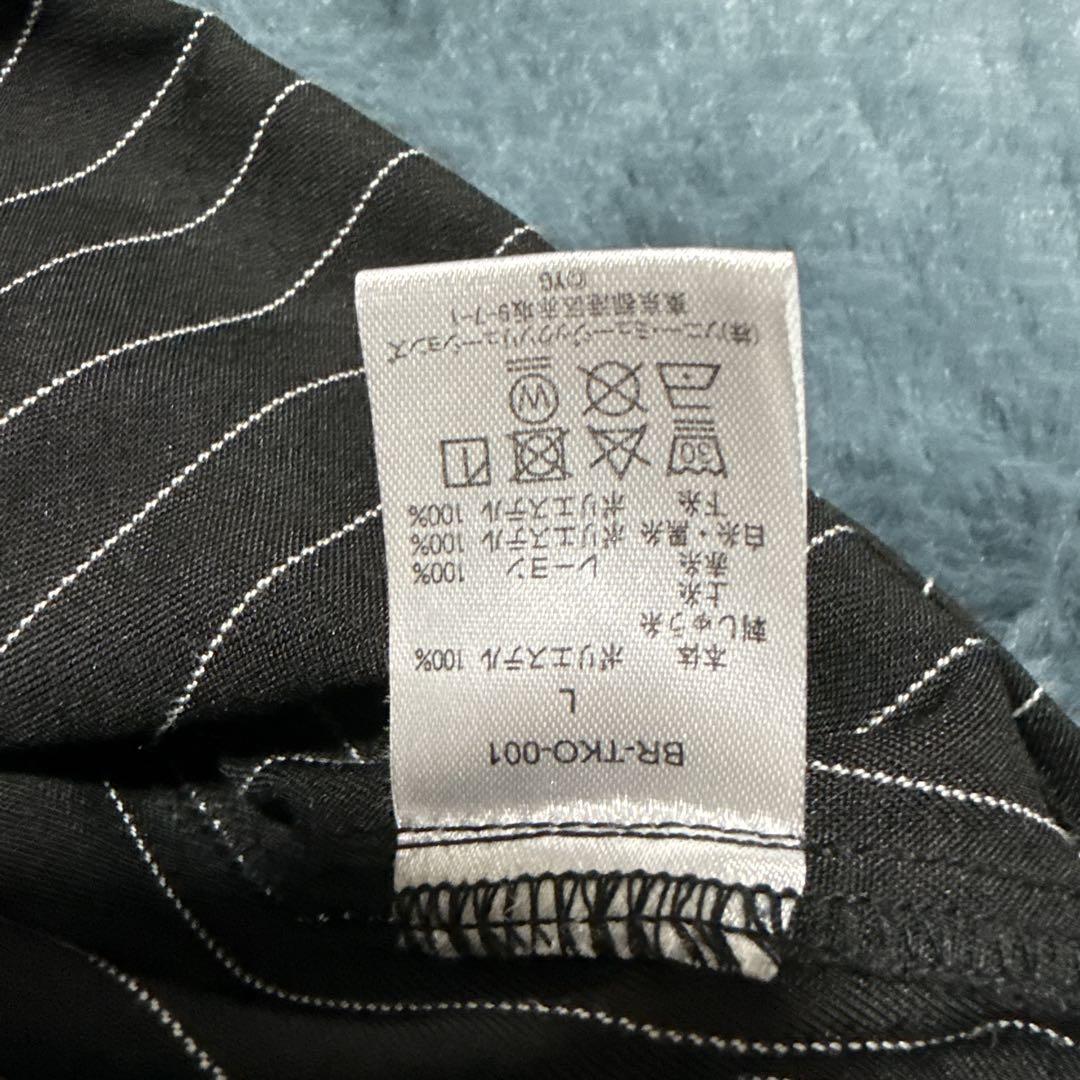 BR-TKO-001
L
本体 ポリエステル 100%
刺しゅう糸
上糸
赤糸 レーヨン 100%
白糸・黒糸 ポリエステル 100%
下糸 ポリエステル 100%
30
W
(株)ソニー・ミュージックソリューションズ
東京都港区赤坂9-7-1
©YG